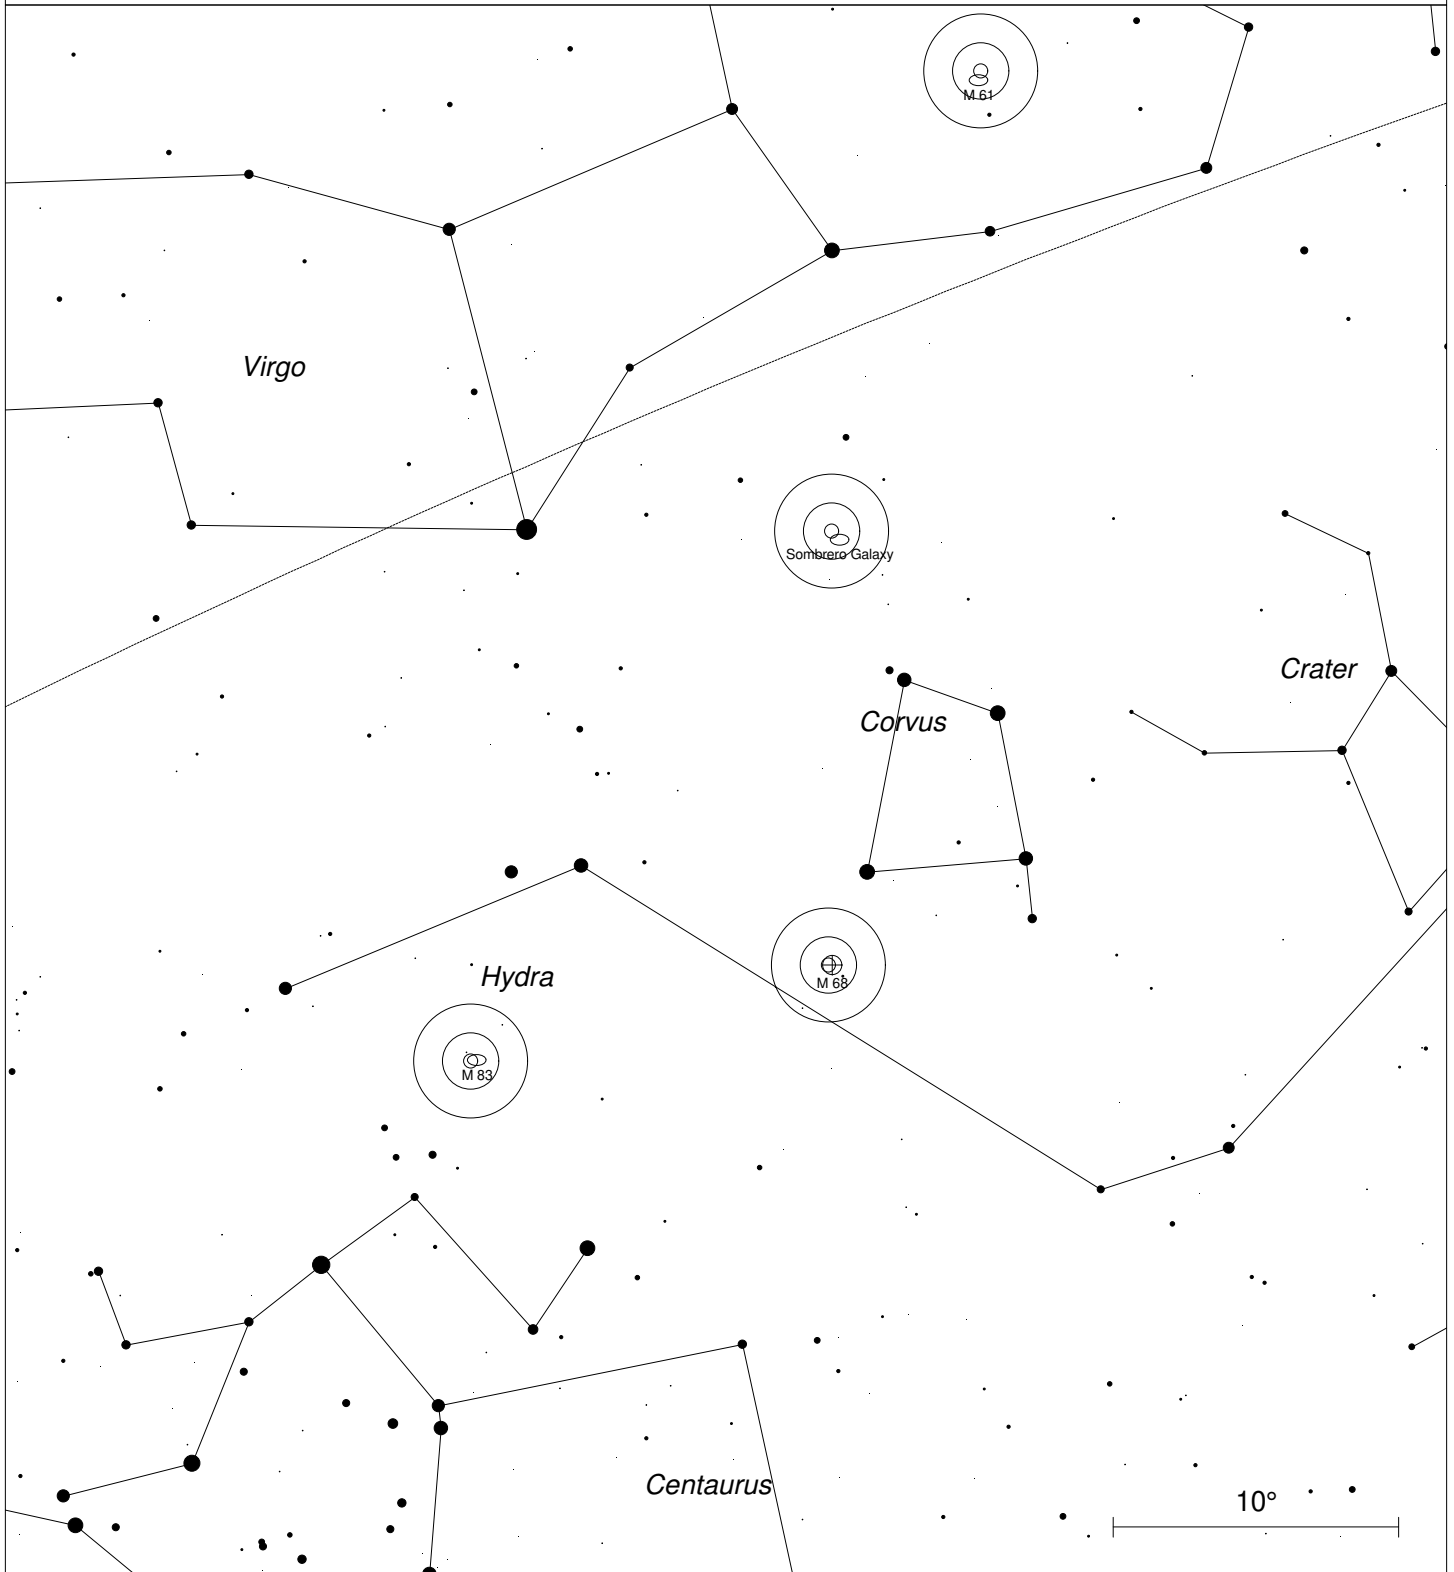 M 61
Virgo
Sombrero Galaxy
Crater
Corvus
Hydra
M 68
M 83
Centaurus
10°